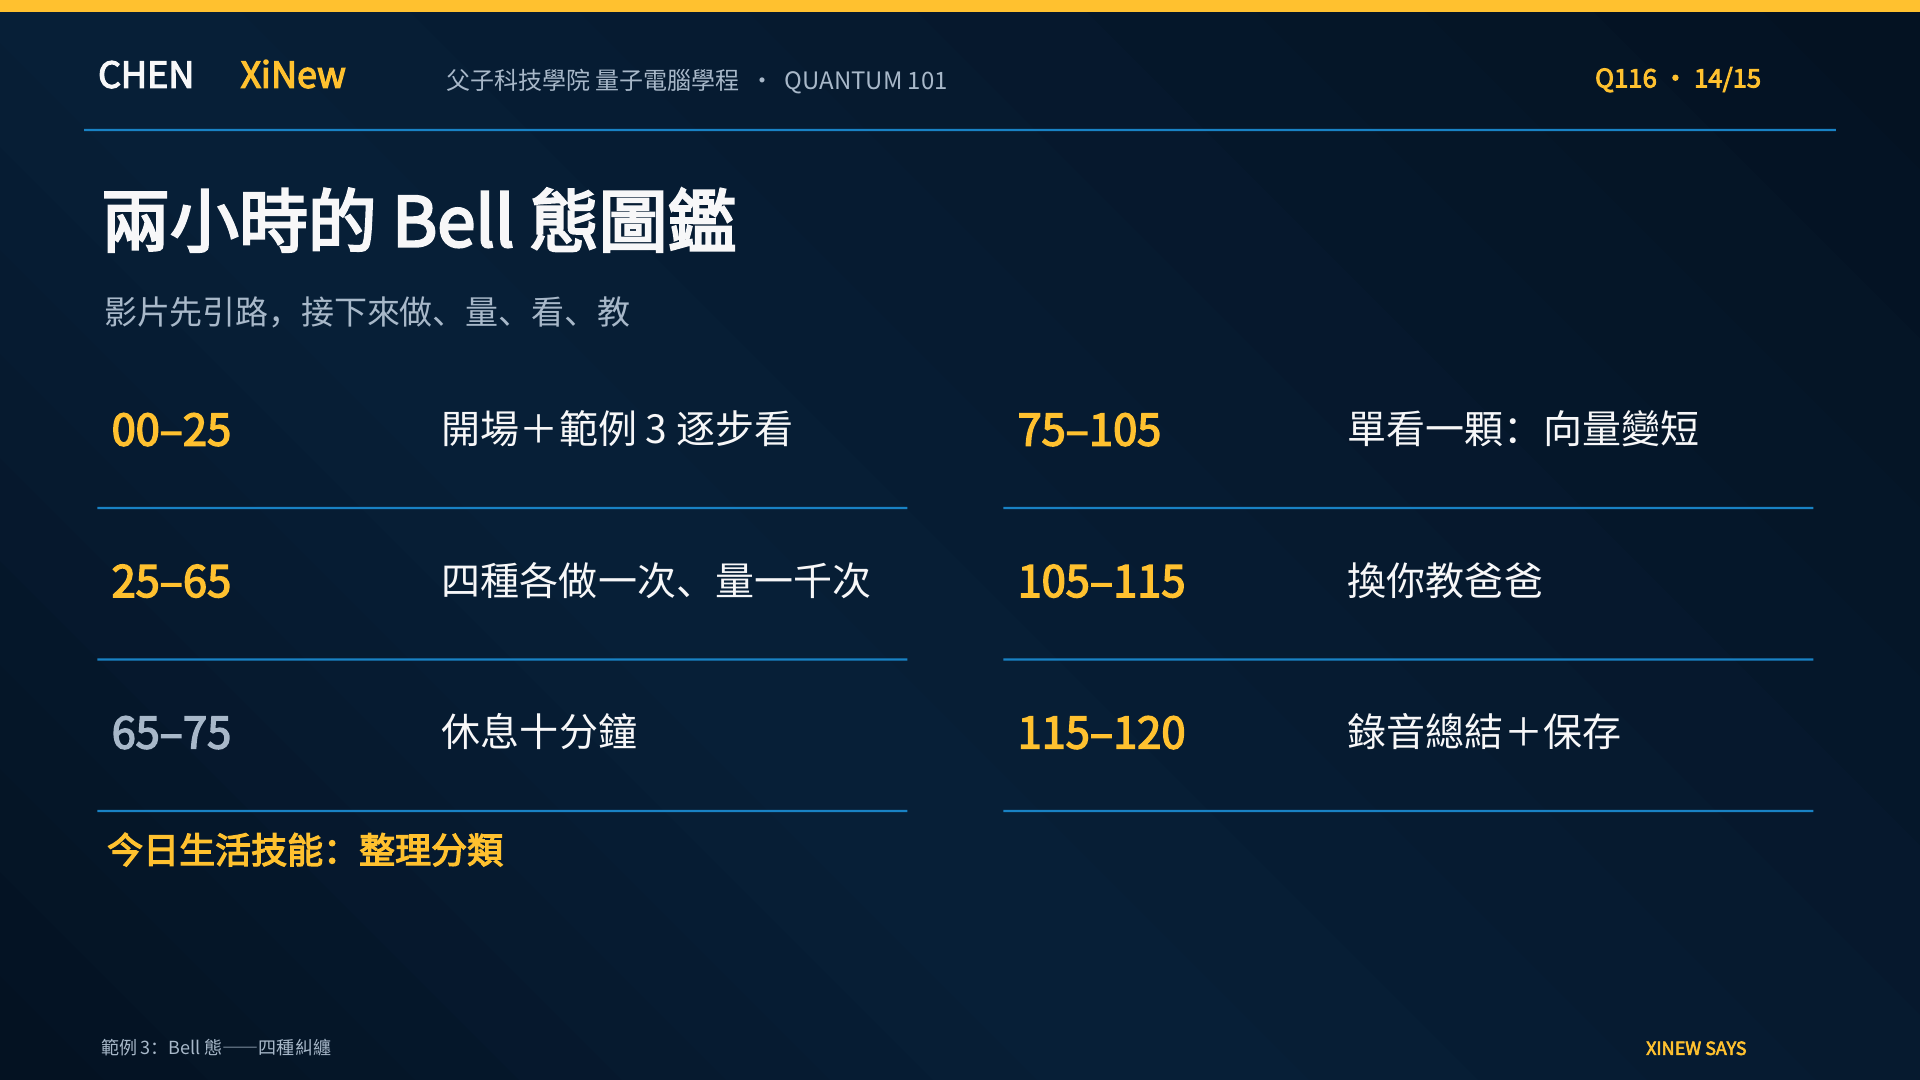 CHEN XiNew 父子科技學院 量子電腦學程 • QUANTUM 101 Q116 • 14/15
兩小時的 Bell 態圖鑑
影片先引路，接下來做、量、看、教
00–25 開場＋範例 3 逐步看
25–65 四種各做一次、量一千次
65–75 休息十分鐘
75–105 單看一顆：向量變短
105–115 換你教爸爸
115–120 錄音總結＋保存
今日生活技能：整理分類
範例 3：Bell 態——四種糾纏
XINEW SAYS